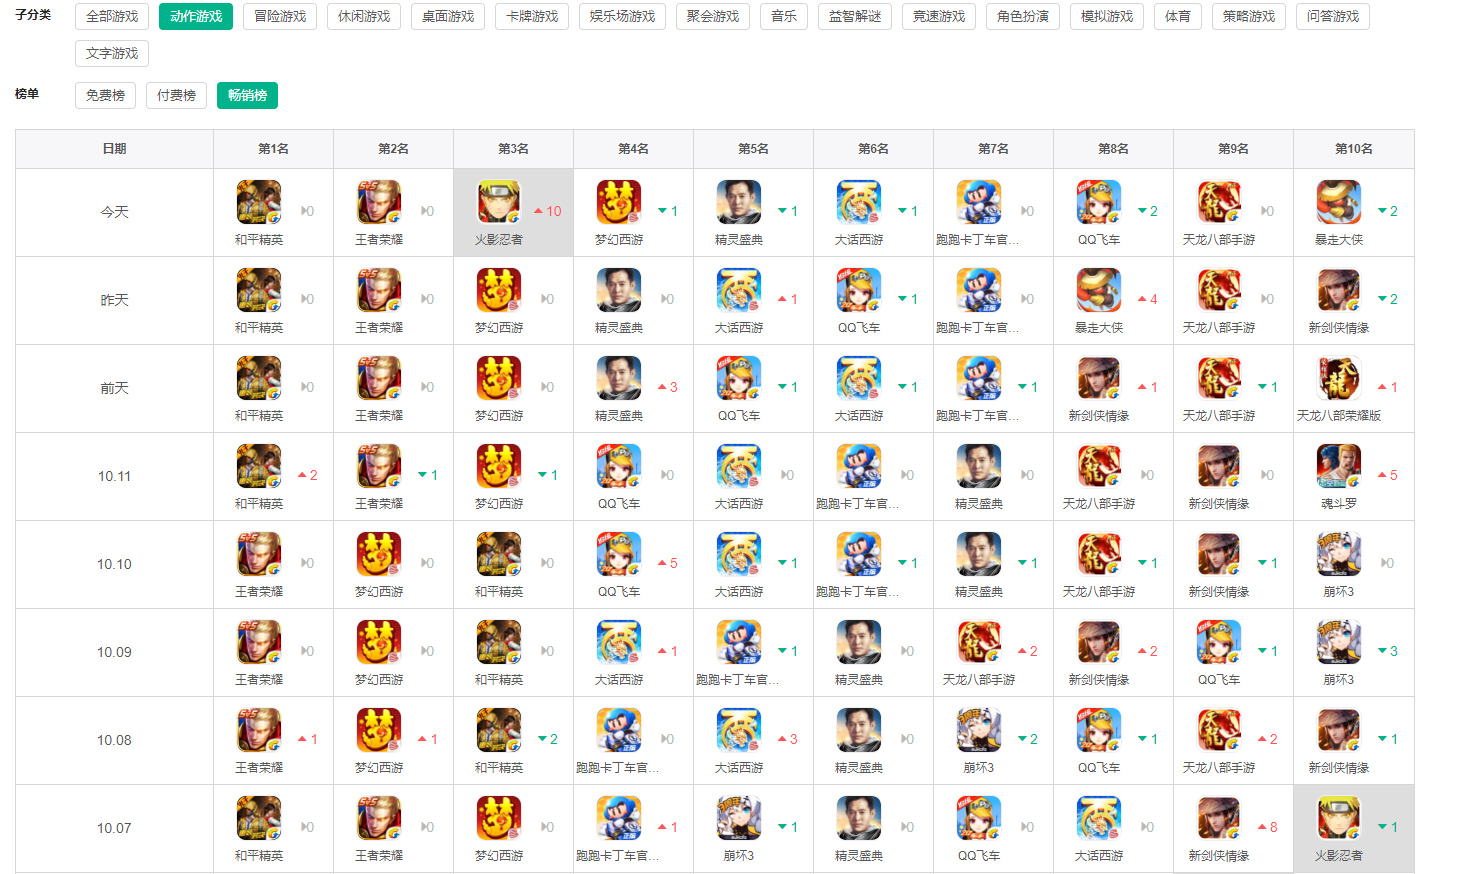 子分类 全部游戏 动作游戏 冒险游戏 休闲游戏 桌面游戏 卡牌游戏 娱乐场游戏 聚会游戏 音乐 益智解谜 竞速游戏 角色扮演 模拟游戏 体育 策略游戏 问答游戏
文字游戏
榜单 免费榜 付费榜 畅销榜
日期 第1名 第2名 第3名 第4名 第5名 第6名 第7名 第8名 第9名 第10名
今天 0 0 10 1 1 1 0 2 0 2
和平精英 王者荣耀 火影忍者 梦幻西游 精灵盛典 大话西游 跑跑卡丁车官... QQ飞车 天龙八部手游 暴走大侠
昨天 0 0 0 0 1 1 0 4 0 2
和平精英 王者荣耀 梦幻西游 精灵盛典 大话西游 QQ飞车 跑跑卡丁车官... 暴走大侠 天龙八部手游 新剑侠情缘
前天 0 0 0 3 1 1 1 1 1 1
和平精英 王者荣耀 梦幻西游 精灵盛典 QQ飞车 大话西游 跑跑卡丁车官... 新剑侠情缘 天龙八部手游 天龙八部荣耀版
10.11 2 1 1 0 0 0 0 0 0 5
和平精英 王者荣耀 梦幻西游 QQ飞车 大话西游 跑跑卡丁车官... 精灵盛典 天龙八部手游 新剑侠情缘 魂斗罗
10.10 0 0 0 5 1 1 1 1 1 0
王者荣耀 梦幻西游 和平精英 QQ飞车 大话西游 跑跑卡丁车官... 精灵盛典 天龙八部手游 新剑侠情缘 崩坏3
10.09 0 0 0 1 1 0 2 2 1 3
王者荣耀 梦幻西游 和平精英 大话西游 跑跑卡丁车官... 精灵盛典 天龙八部手游 新剑侠情缘 QQ飞车 崩坏3
10.08 1 1 2 0 3 0 2 1 2 1
王者荣耀 梦幻西游 和平精英 跑跑卡丁车官... 大话西游 精灵盛典 崩坏3 QQ飞车 天龙八部手游 新剑侠情缘
10.07 0 0 0 1 1 0 0 0 8 1
和平精英 王者荣耀 梦幻西游 跑跑卡丁车官... 崩坏3 精灵盛典 QQ飞车 大话西游 新剑侠情缘 火影忍者